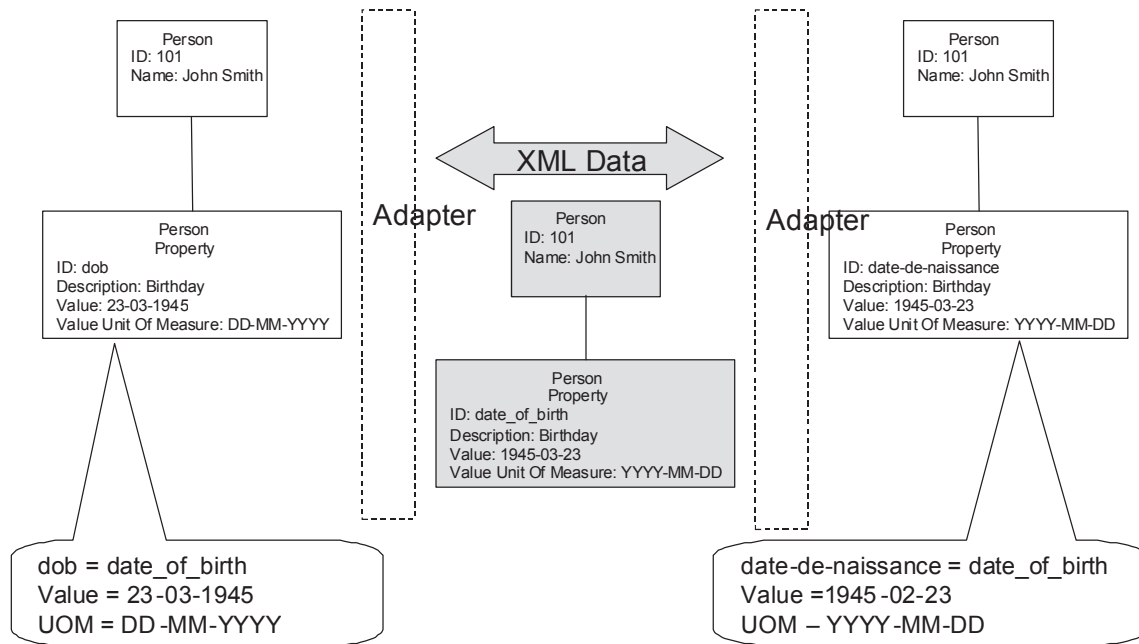 Person
ID: 101
Name: John Smith
Person
Property
ID: dob
Description: Birthday
Value: 23-03-1945
Value Unit Of Measure: DD-MM-YYYY
dob = date_of_birth
Value = 23-03-1945
UOM = DD-MM-YYYY
Adapter
XML Data
Person
ID: 101
Name: John Smith
Person
Property
ID: date_of_birth
Description: Birthday
Value: 1945-03-23
Value Unit Of Measure: YYYY-MM-DD
Adapter
Person
ID: 101
Name: John Smith
Person
Property
ID: date-de-naissance
Description: Birthday
Value: 1945-03-23
Value Unit Of Measure: YYYY-MM-DD
date-de-naissance = date_of_birth
Value =1945-02-23
UOM – YYYY-MM-DD